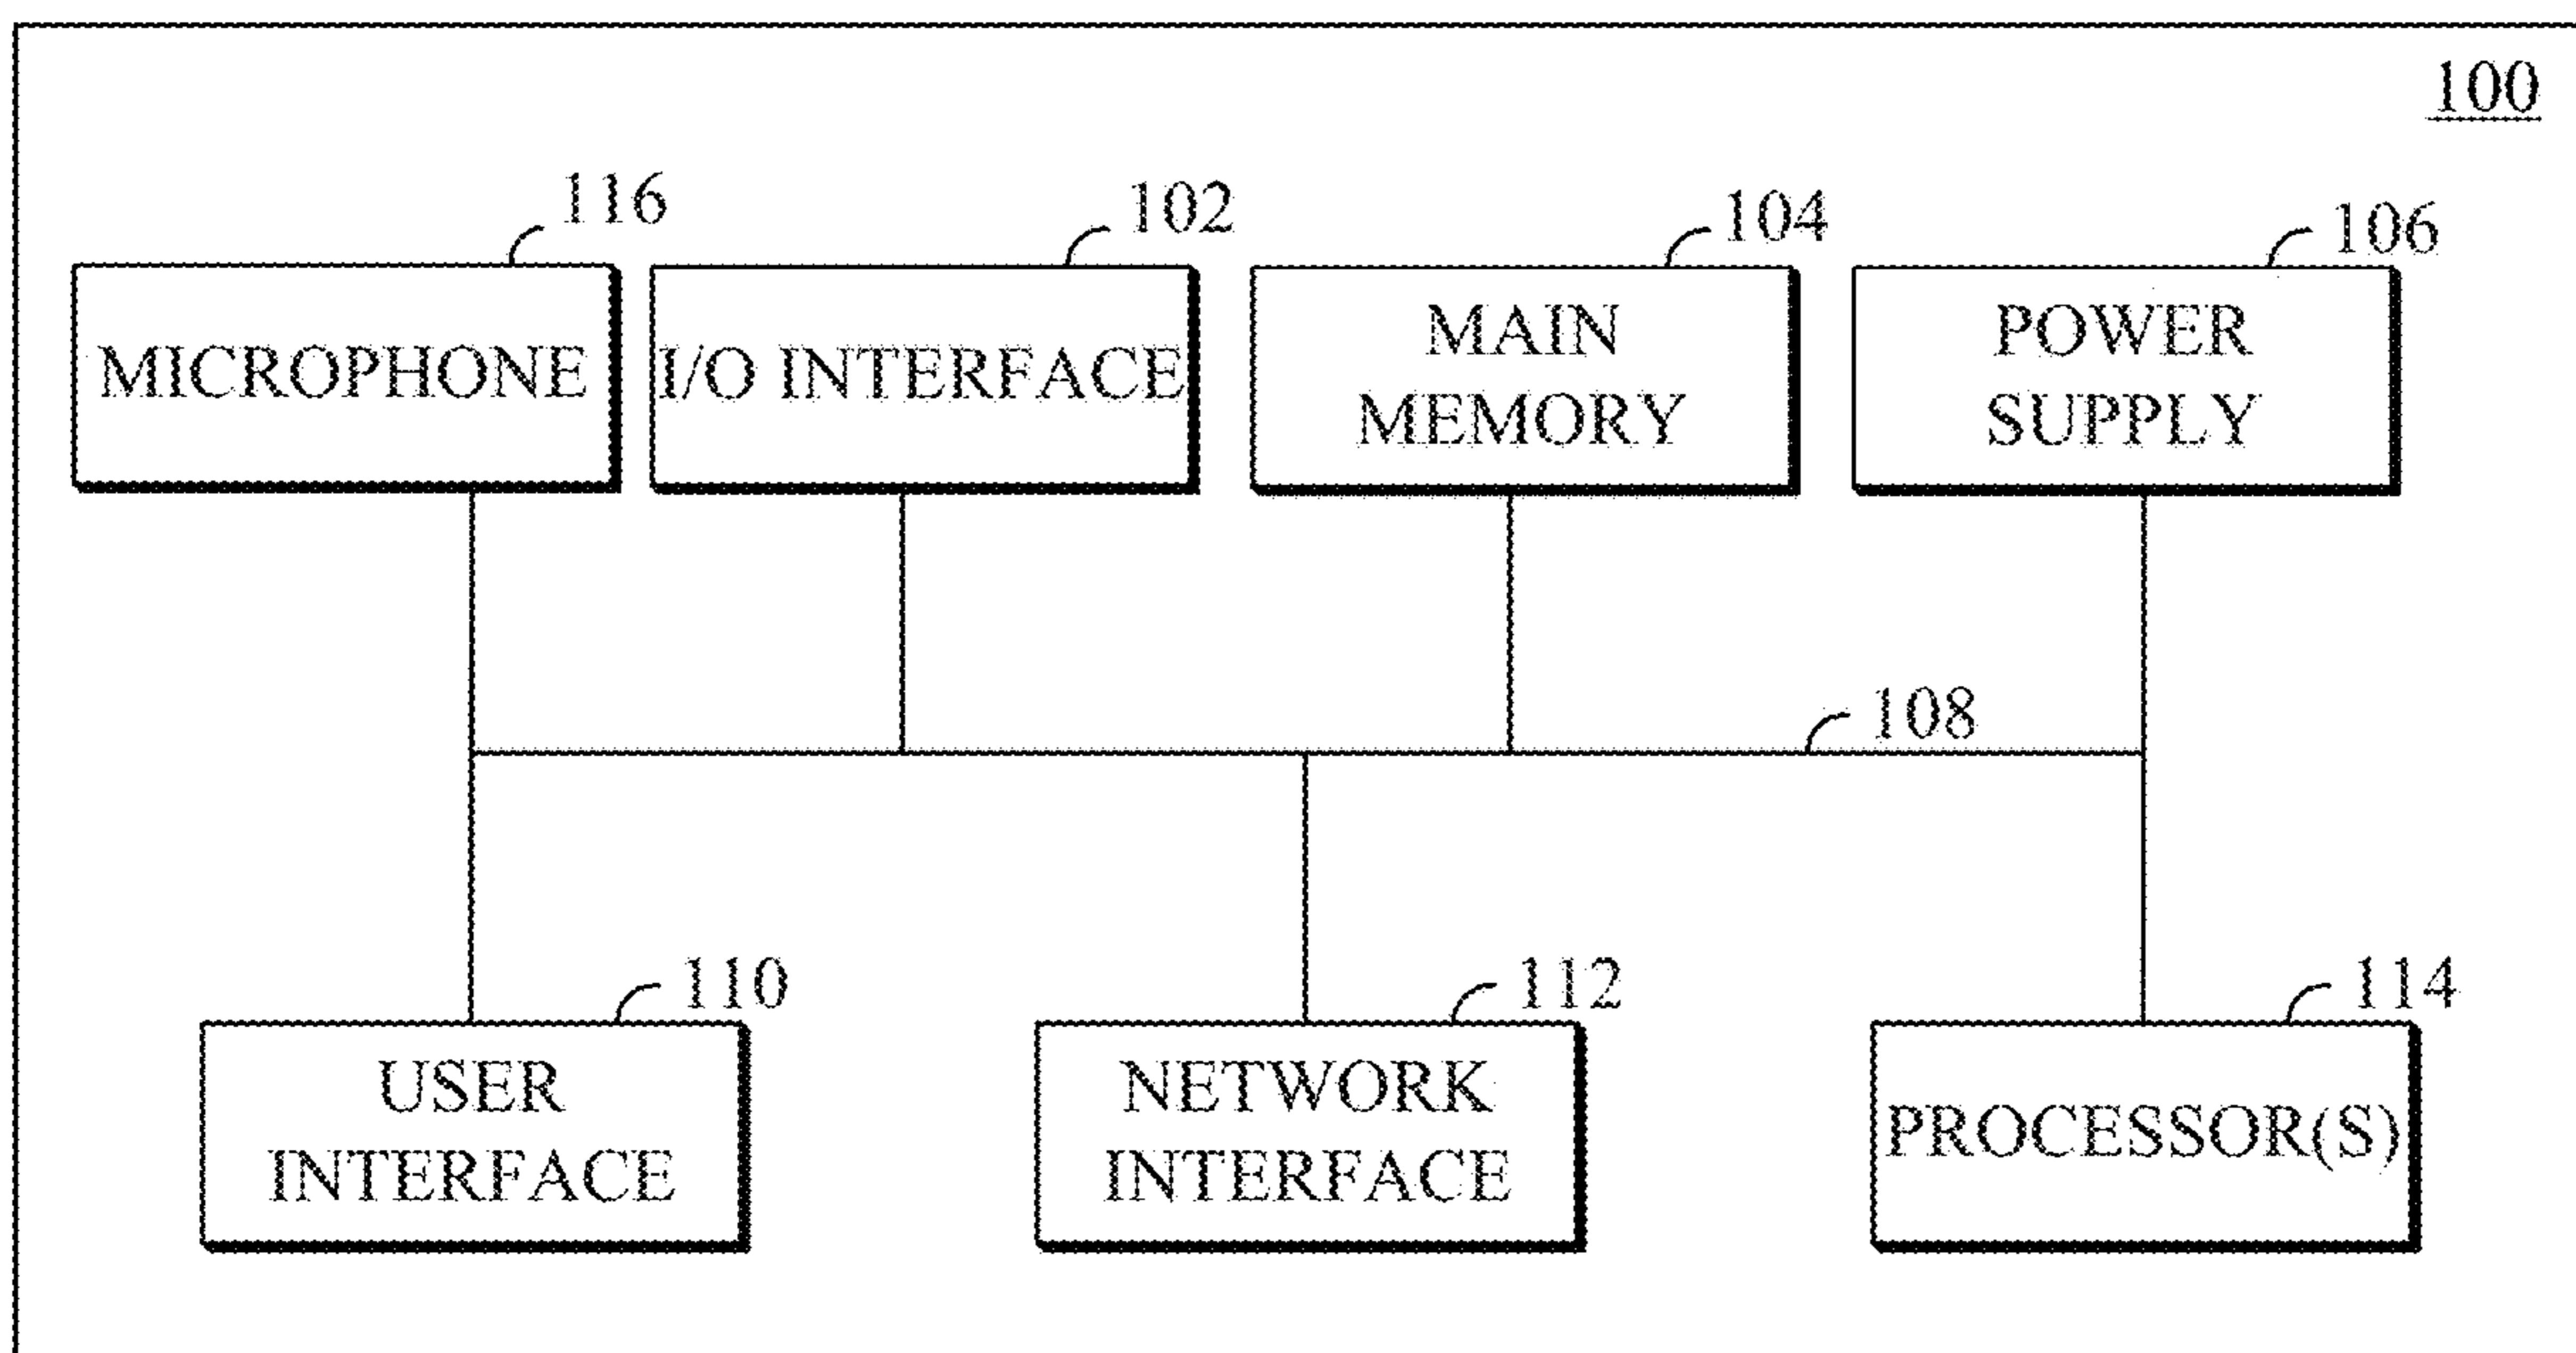 100
116
102
104
106
MICROPHONE
I/O INTERFACE
MAIN
MEMORY
POWER
SUPPLY
108
110
112
114
USER
INTERFACE
NETWORK
INTERFACE
PROCESSOR(S)